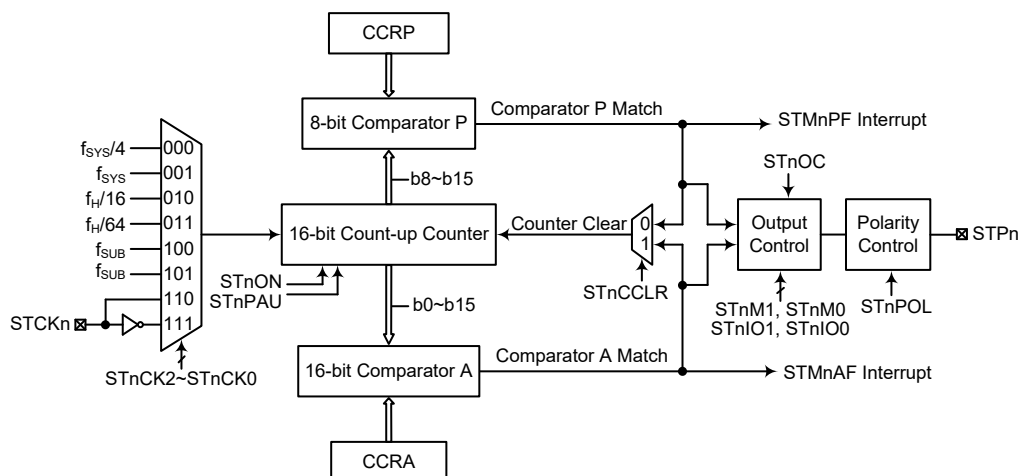 CCRP
8-bit Comparator P
Comparator P Match
STMnPF Interrupt
b8~b15
fSYS/4
000
fSYS
001
fH/16
010
fH/64
011
fSUB
100
fSUB
101
110
111
STCKn
STnCK2~STnCK0
16-bit Count-up Counter
STnON
STnPAU
Counter Clear
0
1
STnCCLR
STnOC
Output
Control
STnM1, STnM0
STnIO1, STnIO0
Polarity
Control
STnPOL
STPn
b0~b15
16-bit Comparator A
Comparator A Match
STMnAF Interrupt
CCRA